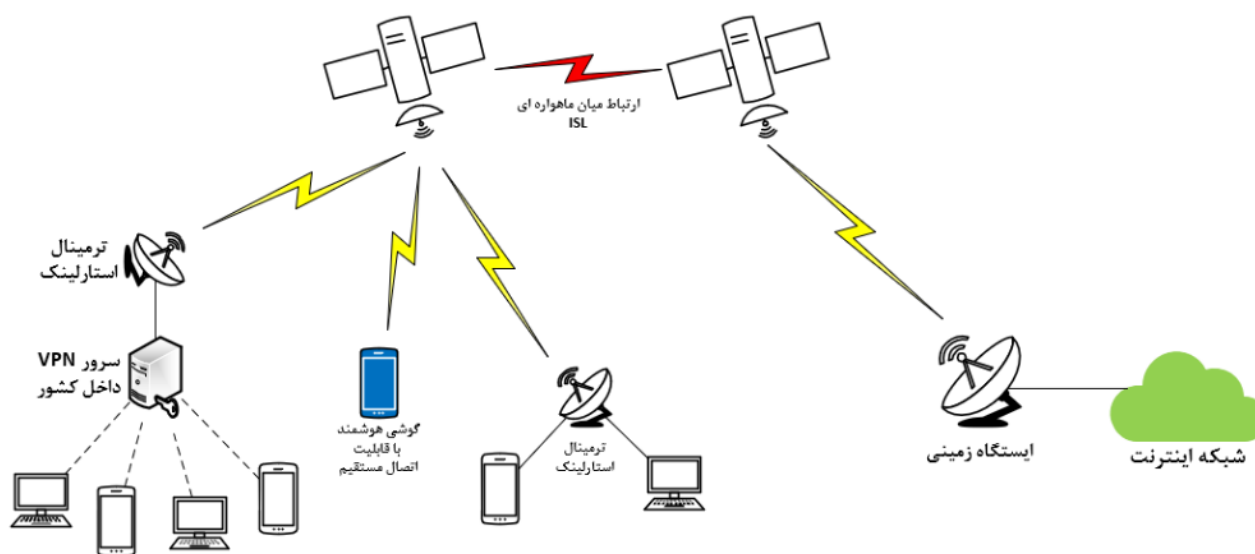 ارتباط میان ماهواره ای
ISL
ترمینال
استارلینک
سرور VPN
داخل کشور
گوشی هوشمند
با قابلیت
اتصال مستقیم
ترمینال
استارلینک
ایستگاه زمینی
شبکه اینترنت